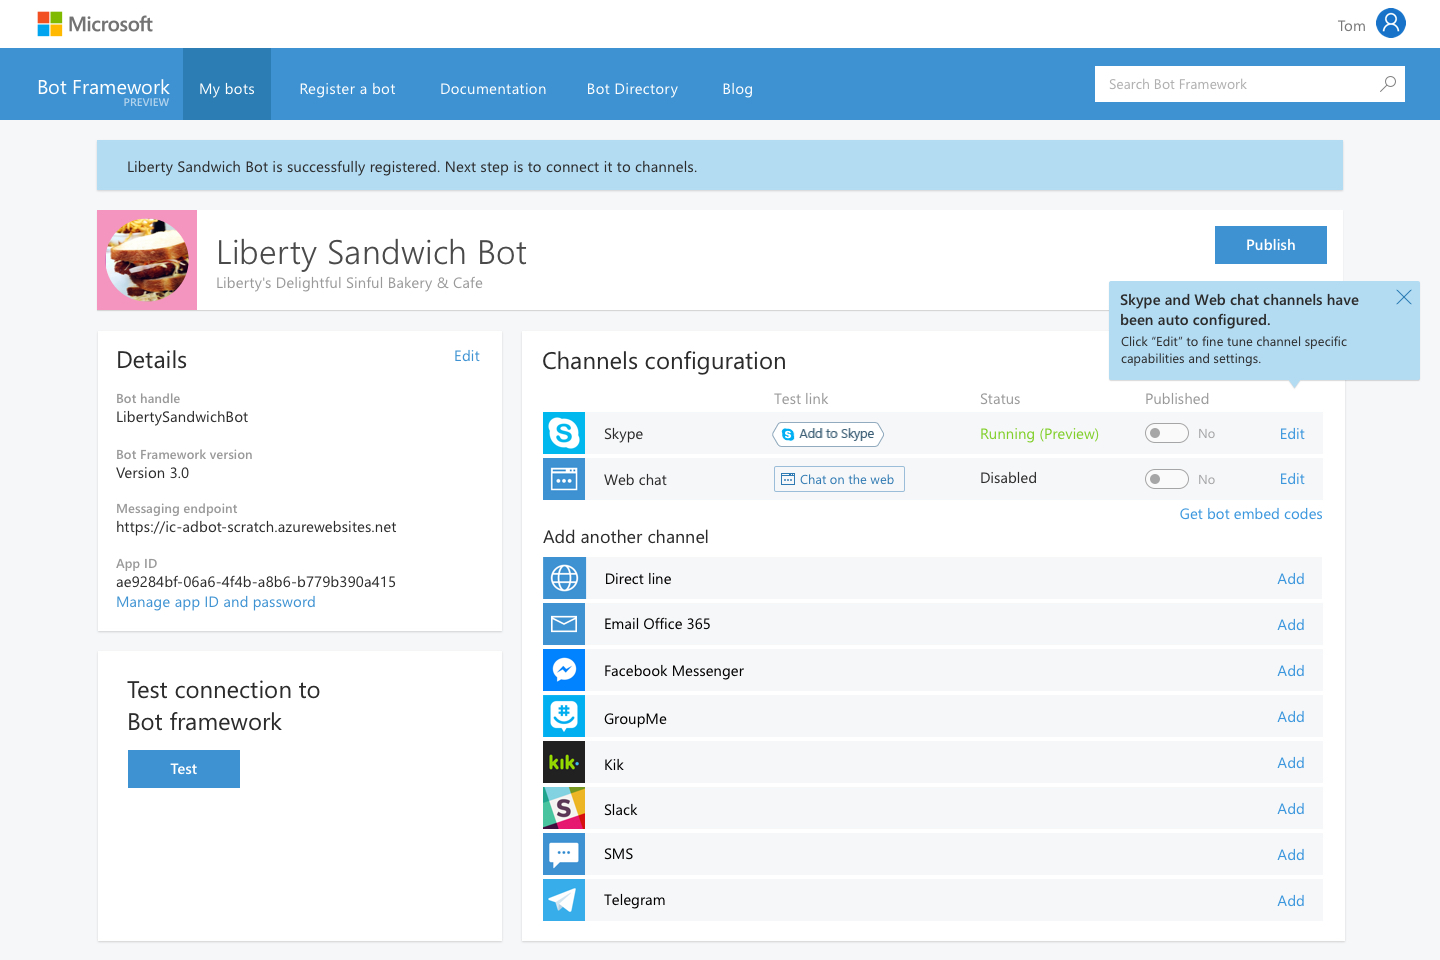 Microsoft
Tom
Bot Framework
PREVIEW
My bots
Register a bot
Documentation
Bot Directory
Blog
Search Bot Framework
Liberty Sandwich Bot is successfully registered. Next step is to connect it to channels.
Liberty Sandwich Bot
Liberty's Delightful Sinful Bakery & Cafe
Publish
Skype and Web chat channels have
been auto configured.
Click "Edit" to fine tune channel specific
capabilities and settings.
Details
Edit
Bot handle
LibertySandwichBot
Bot Framework version
Version 3.0
Messaging endpoint
https://ic-adbot-scratch.azurewebsites.net
App ID
ae9284bf-06a6-4f4b-a8b6-b779b390a415
Manage app ID and password
Test connection to
Bot framework
Test
Channels configuration
Test link
Status
Published
Skype
Add to Skype
Running (Preview)
No
Edit
Web chat
Chat on the web
Disabled
No
Edit
Get bot embed codes
Add another channel
Direct line
Add
Email Office 365
Add
Facebook Messenger
Add
GroupMe
Add
kik
Kik
Add
S
Slack
Add
SMS
Add
Telegram
Add